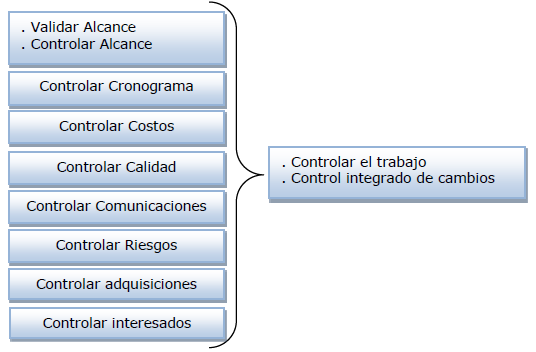 . Validar Alcance
. Controlar Alcance
Controlar Cronograma
Controlar Costos
Controlar Calidad
Controlar Comunicaciones
Controlar Riesgos
Controlar adquisiciones
Controlar interesados
. Controlar el trabajo
. Control integrado de cambios